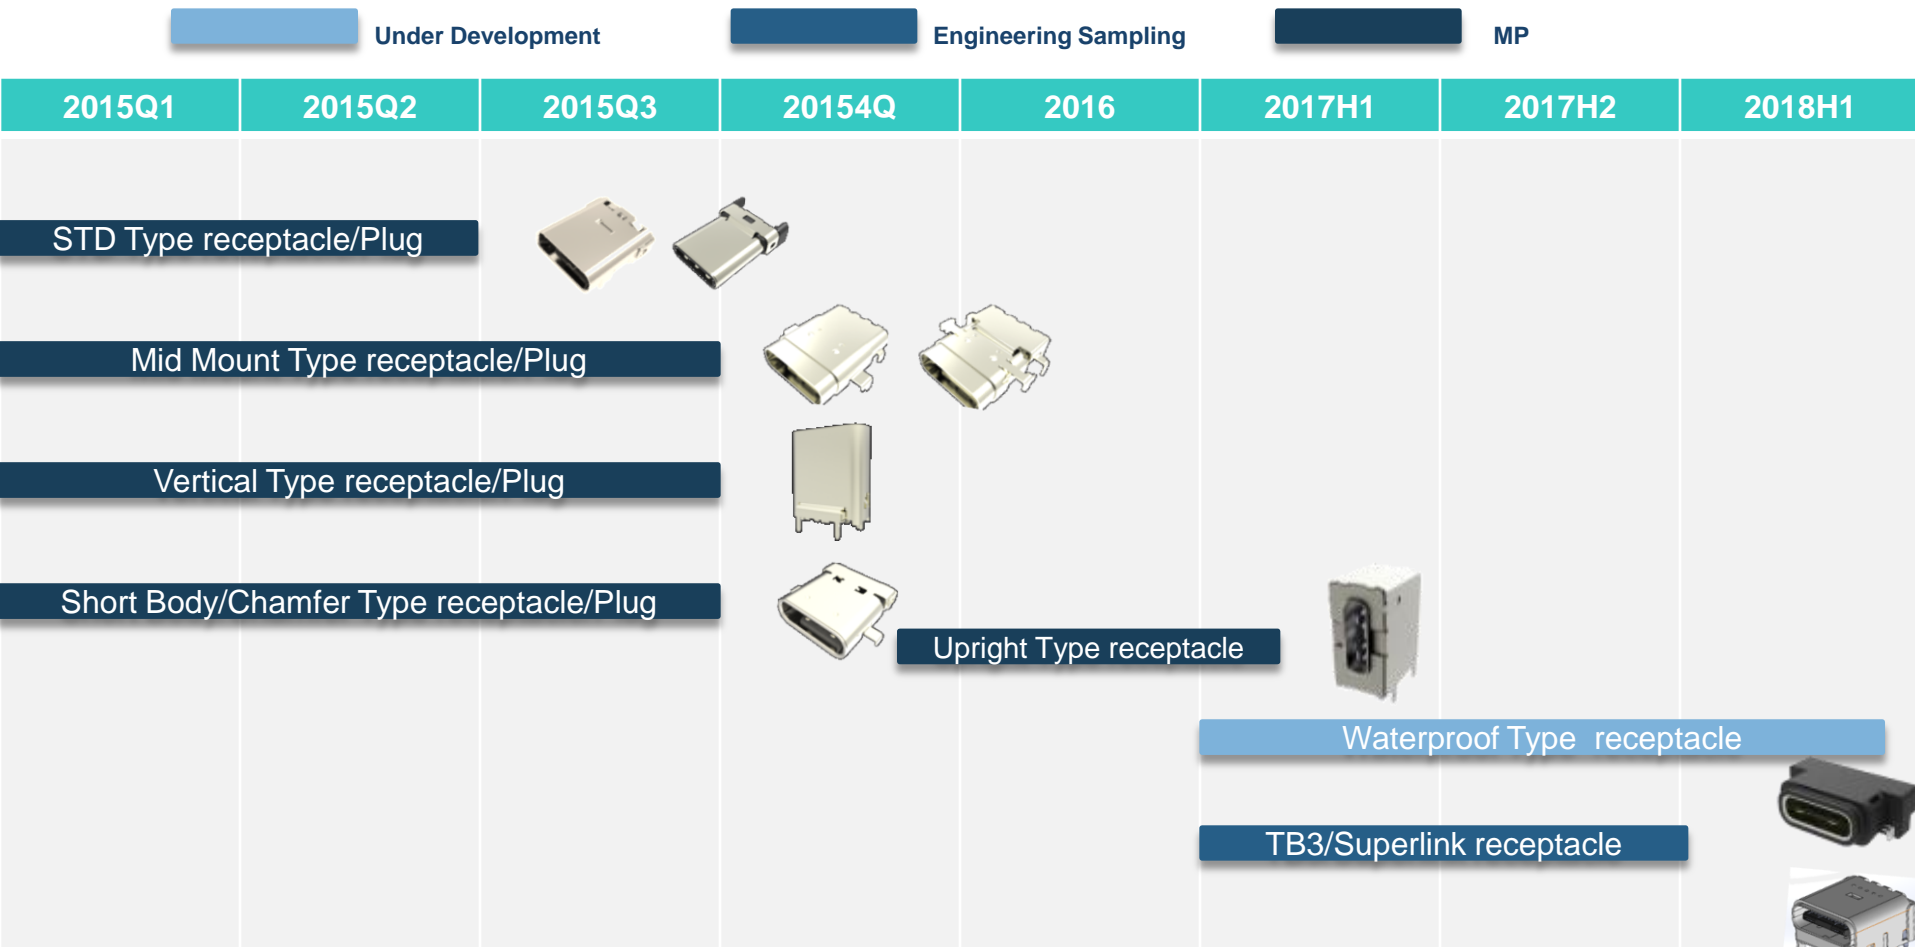 Under Development
Engineering Sampling
MP
2015Q1
2015Q2
2015Q3
20154Q
2016
2017H1
2017H2
2018H1
STD Type receptacle/Plug
Mid Mount Type receptacle/Plug
Vertical Type receptacle/Plug
Short Body/Chamfer Type receptacle/Plug
Upright Type receptacle
Waterproof Type  receptacle
TB3/Superlink receptacle